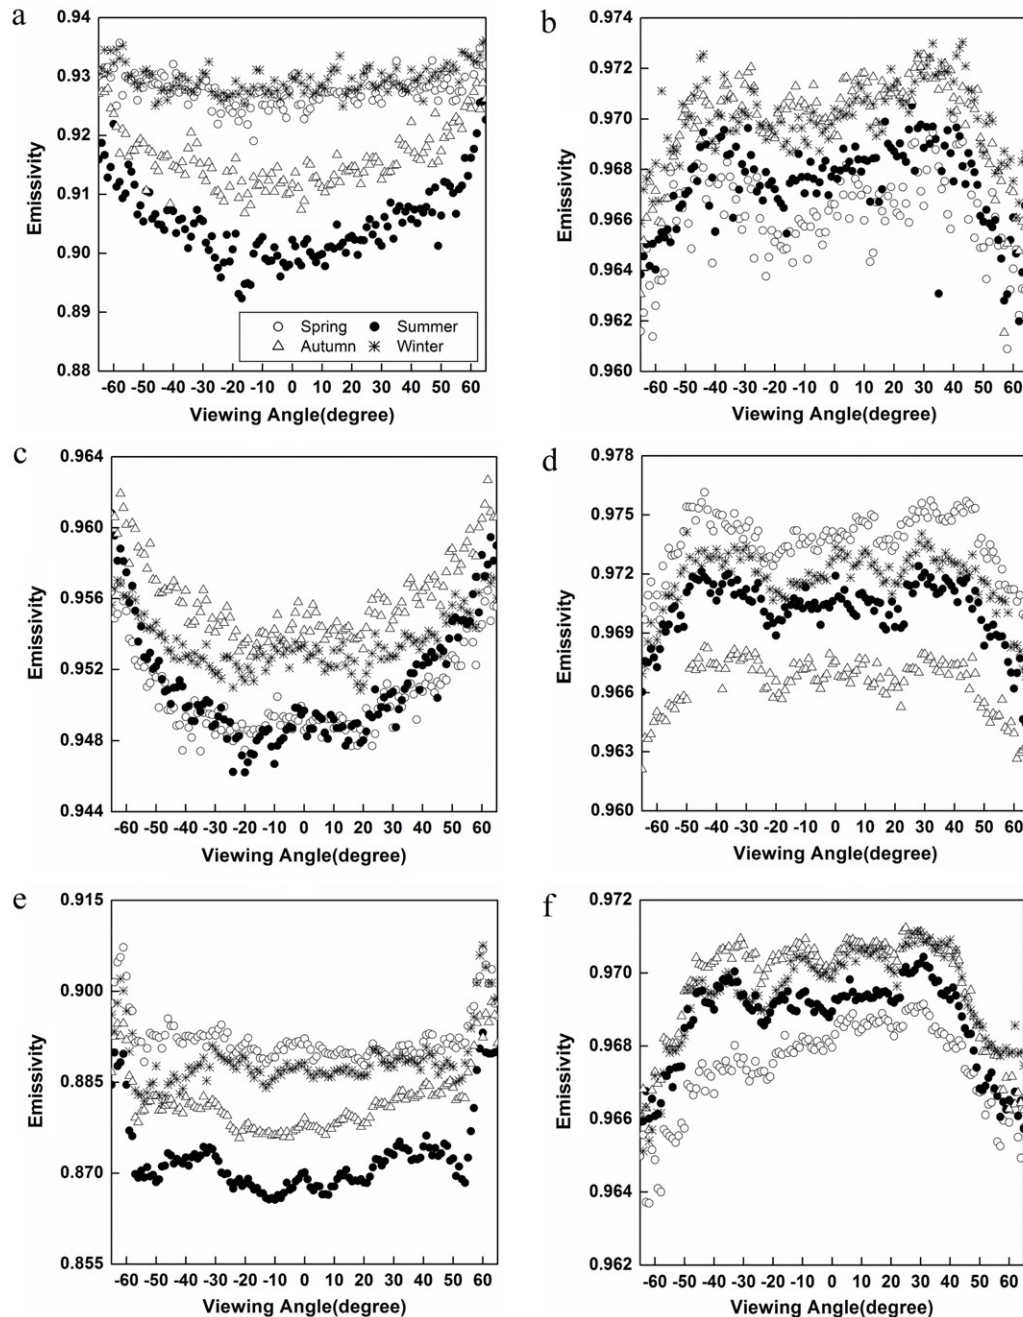 a
0.94
0.93
0.92
0.91
0.90
0.89
0.88
Emissivity
Spring Summer
Autumn Winter
-60 -50 -40 -30 -20 -10 0 10 20 30 40 50 60
Viewing Angle(degree)
b
0.974
0.972
0.970
0.968
0.966
0.964
0.962
0.960
Emissivity
-60 -50 -40 -30 -20 -10 0 10 20 30 40 50 60
Viewing Angle(degree)
c
0.964
0.960
0.956
0.952
0.948
0.944
Emissivity
-60 -50 -40 -30 -20 -10 0 10 20 30 40 50 60
Viewing Angle(degree)
d
0.978
0.975
0.972
0.969
0.966
0.963
0.960
Emissivity
-60 -50 -40 -30 -20 -10 0 10 20 30 40 50 60
Viewing Angle(degree)
e
0.915
0.900
0.885
0.870
0.855
Emissivity
-60 -50 -40 -30 -20 -10 0 10 20 30 40 50 60
Viewing Angle(degree)
f
0.972
0.970
0.968
0.966
0.964
0.962
Emissivity
-60 -50 -40 -30 -20 -10 0 10 20 30 40 50 60
Viewing Angle(degree)